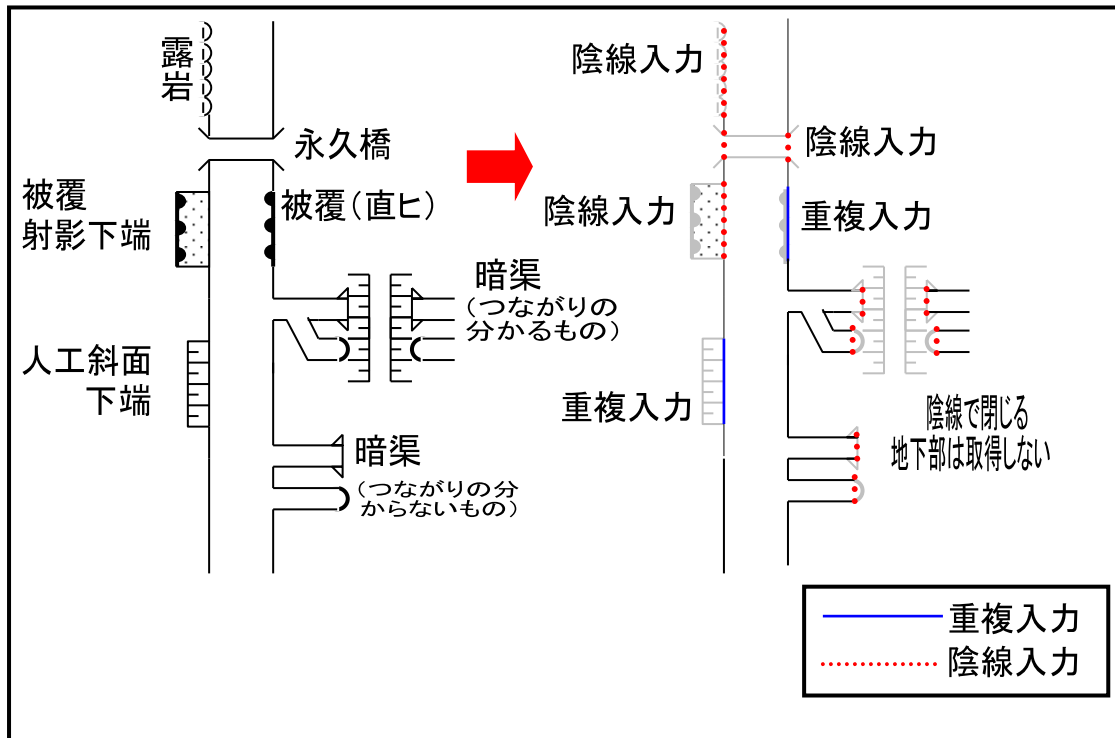 露岩
永久橋
被覆
射影下端
被覆(直ヒ)
暗渠
(つながりの
分かるもの)
人工斜面
下端
暗渠
(つながりの分
からないもの)
陰線入力
陰線入力
陰線入力
重複入力
重複入力
陰線で閉じる
地下部は取得しない
重複入力
陰線入力